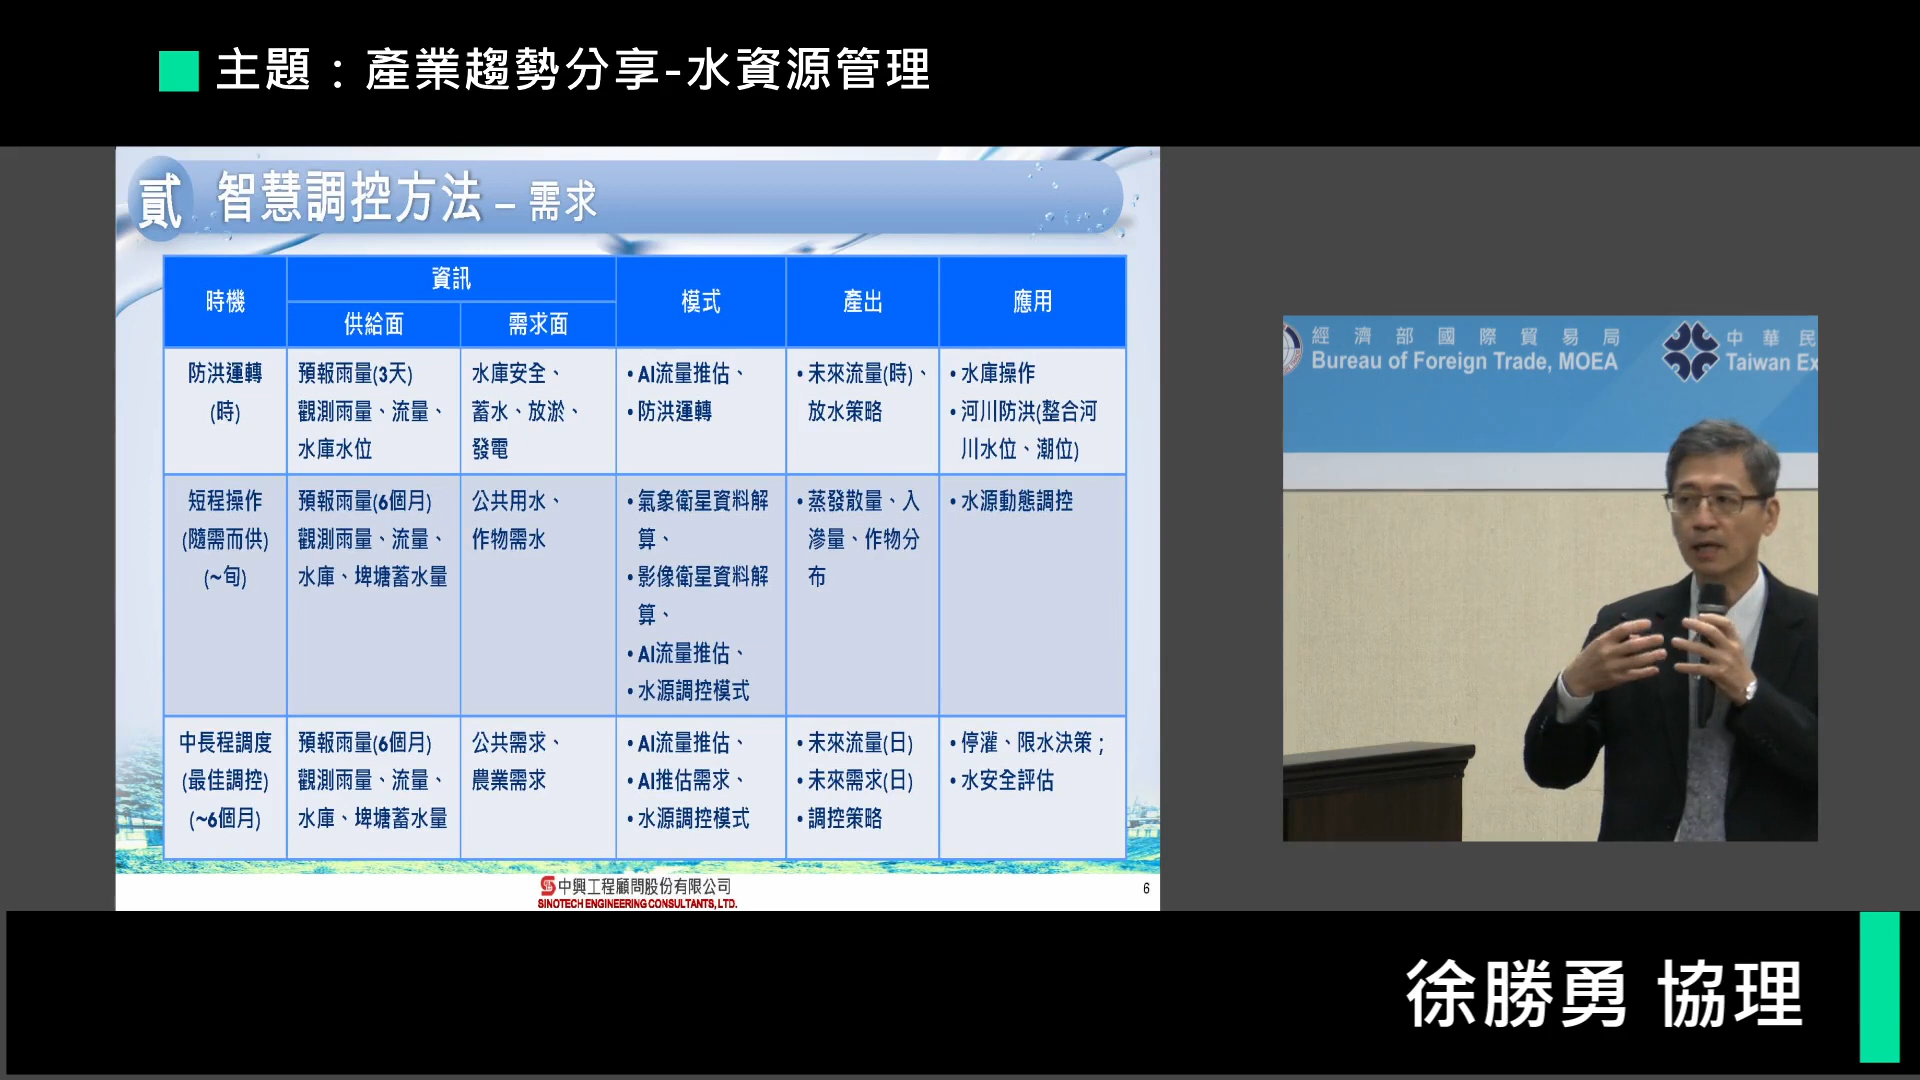 主題：產業趨勢分享-水資源管理
貳 智慧調控方法 – 需求
時機
資訊
供給面
需求面
模式
產出
應用
防洪運轉
(時)
預報雨量(3天)
觀測雨量、流量、
水庫水位
水庫安全、
蓄水、放淤、
發電
•AI流量推估、
•防洪運轉
•未來流量(時)、
放水策略
•水庫操作
•河川防洪(整合河
川水位、潮位)
短程操作
(隨需而供)
(~旬)
預報雨量(6個月)
觀測雨量、流量、
水庫、埤塘蓄水量
公共用水、
作物需水
•氣象衛星資料解
算、
•影像衛星資料解
算、
•AI流量推估、
•水源調控模式
•蒸發散量、入
滲量、作物分
布
•水源動態調控
中長程調度
(最佳調控)
(~6個月)
預報雨量(6個月)
觀測雨量、流量、
水庫、埤塘蓄水量
公共需求、
農業需求
•AI流量推估、
•AI推估需求、
•水源調控模式
•未來流量(日)
•未來需求(日)
•調控策略
•停灌、限水決策；
•水安全評估
中興工程顧問股份有限公司
SINOTECH ENGINEERING CONSULTANTS, LTD.
6
經濟部國際貿易局
Bureau of Foreign Trade, MOEA
中華民
Taiwan Ex
徐勝勇 協理